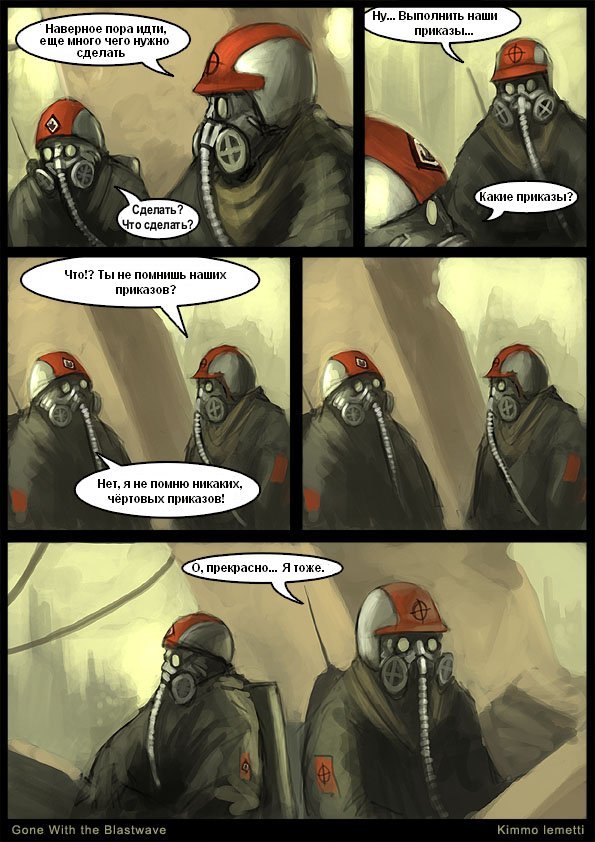 Наверное пора идти,
еще много чего нужно
сделать
Сделать?
Что сделать?
Ну... Выполнить наши
приказы...
Какие приказы?
Что!? Ты не помнишь наших
приказов?
Нет, я не помню никаких,
чёртовых приказов!
О, прекрасно... Я тоже.
Gone With the Blastwave
Kimmo lemetti